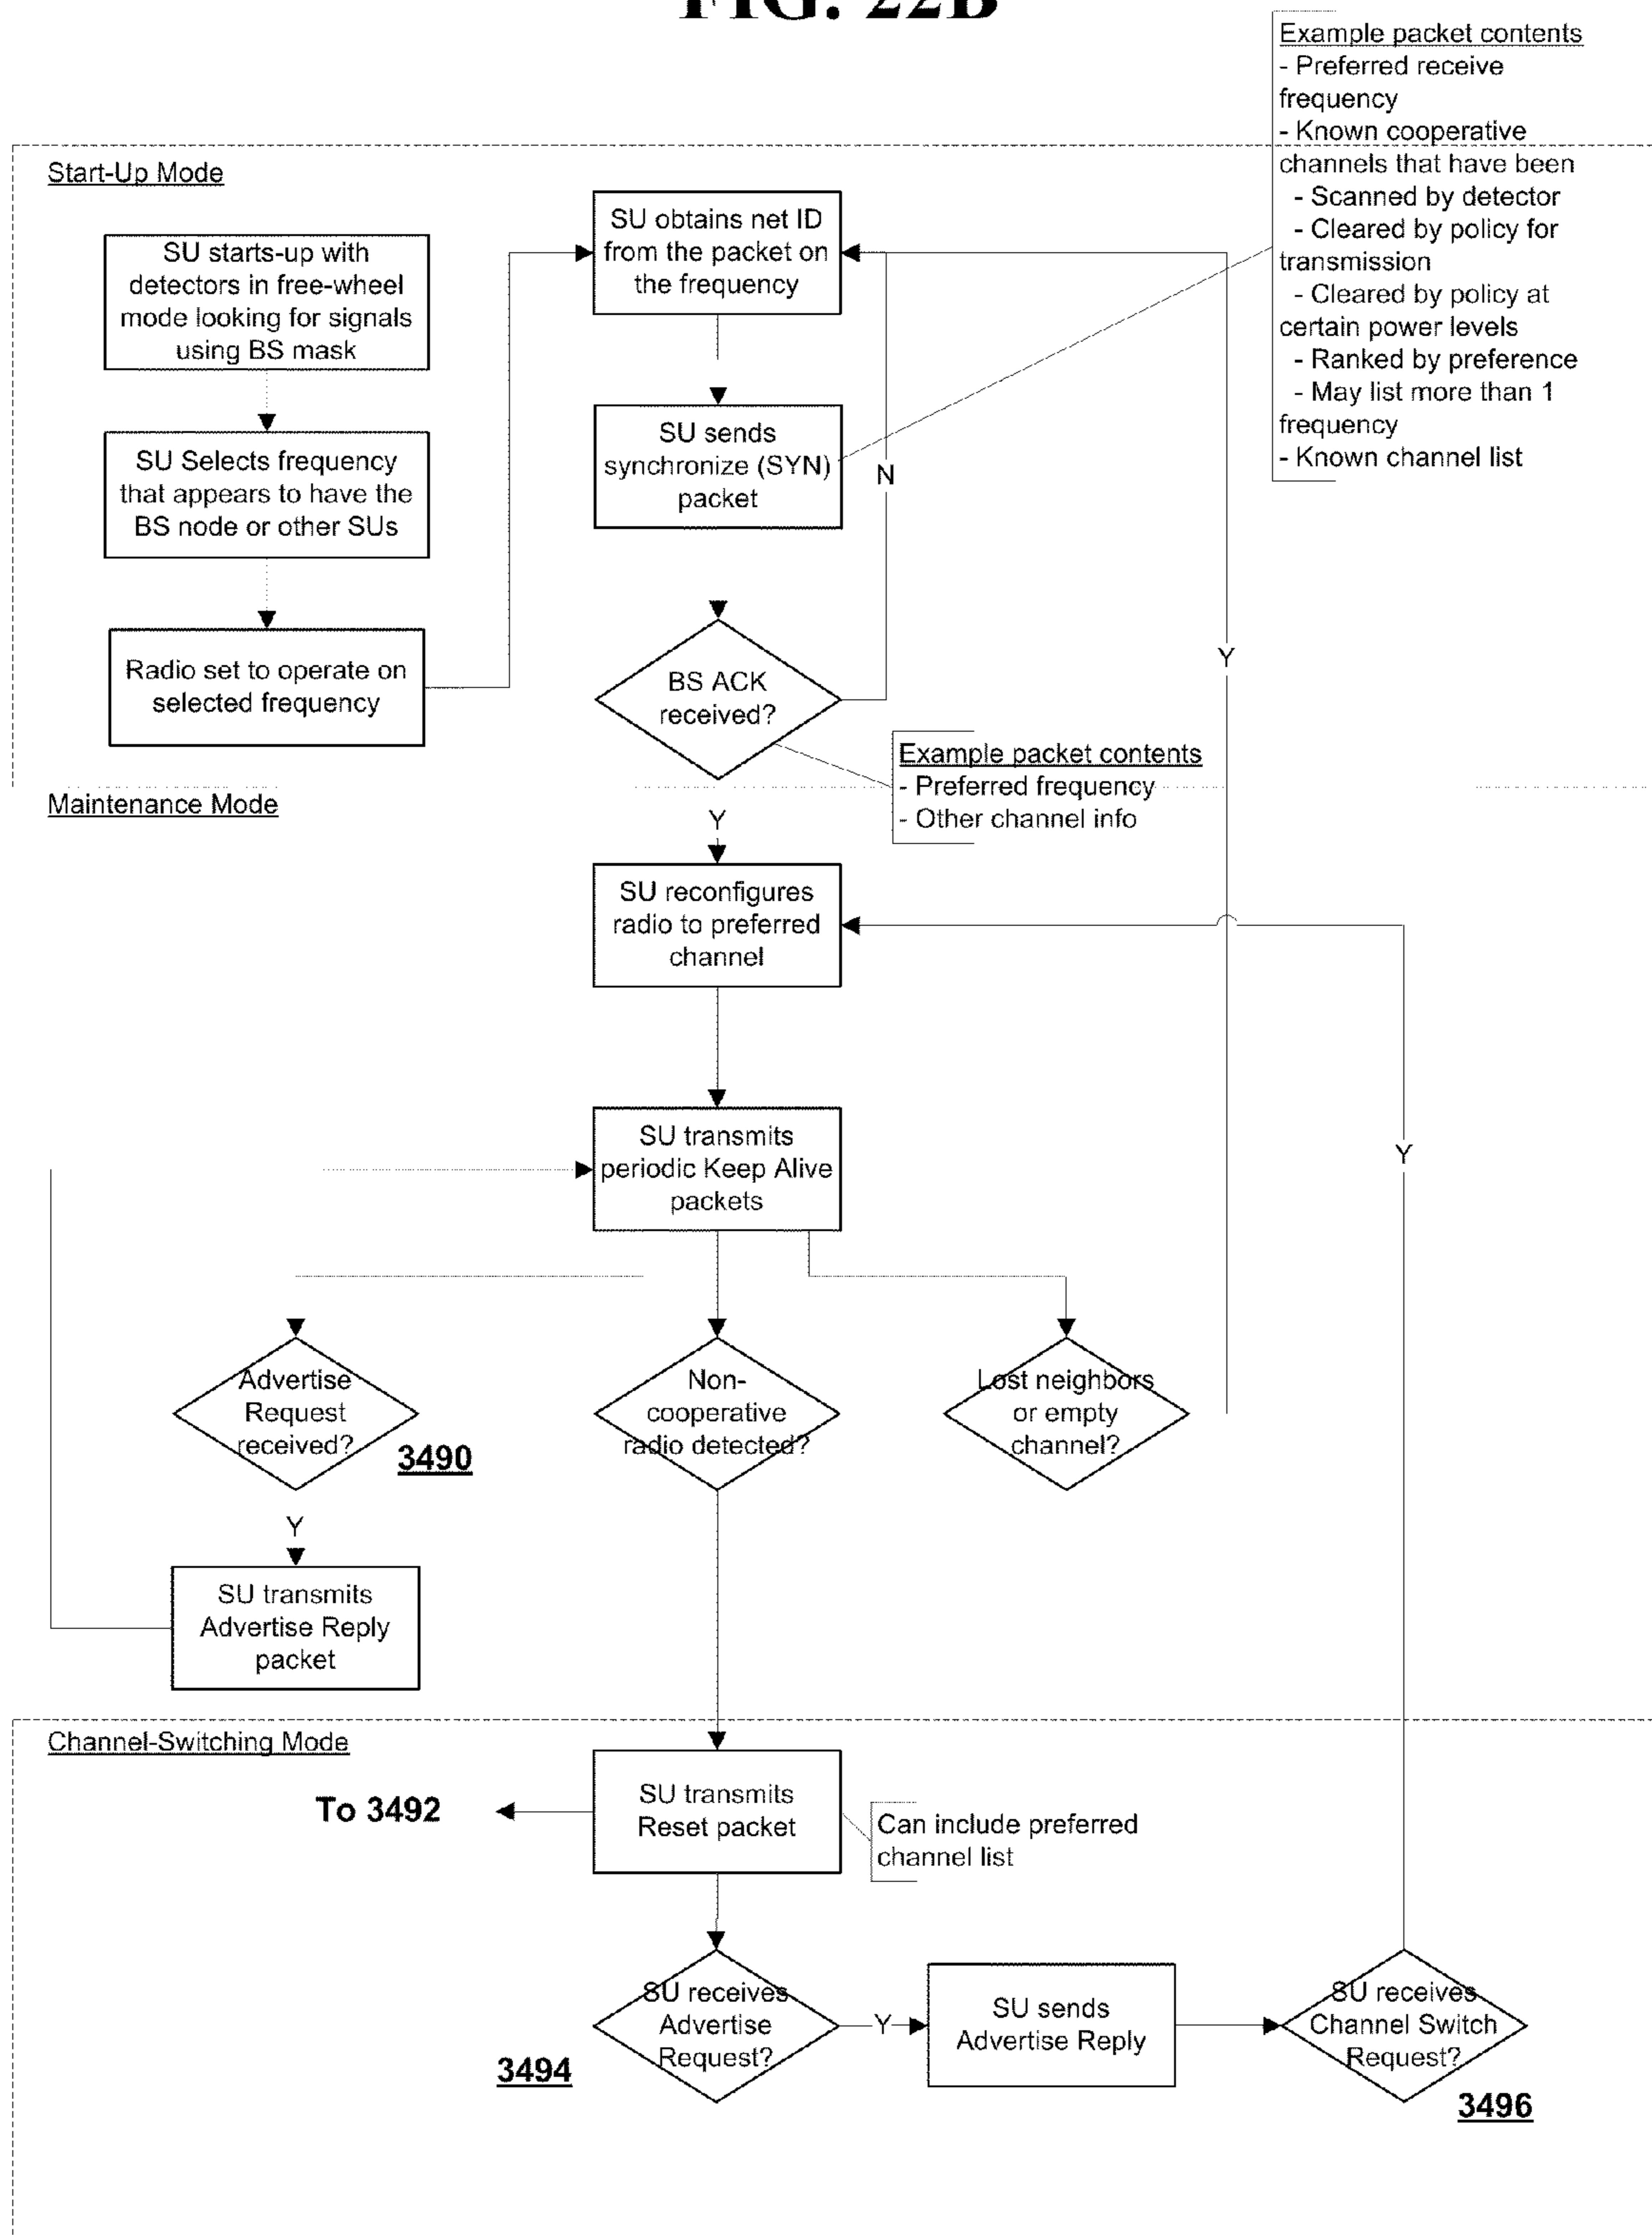 FIG. 22B
Example packet contents
- Preferred receive
frequency
- Known cooperative
channels that have been
- Scanned by detector
- Cleared by policy for
transmission
- Cleared by policy at
certain power levels
- Ranked by preference
- May list more than 1
frequency
- Known channel list
Start-Up Mode
SU starts-up with
detectors in free-wheel
mode looking for signals
using BS mask
SU Selects frequency
that appears to have the
BS node or other SUs
Radio set to operate on
selected frequency
SU obtains net ID
from the packet on
the frequency
SU sends
synchronize (SYN)
packet
N
BS ACK
received?
Y
Example packet contents
- Preferred frequency
- Other channel info
Maintenance Mode
Y
SU reconfigures
radio to preferred
channel
SU transmits
periodic Keep Alive
packets
Y
Advertise
Request
received?
3490
Non-
cooperative
radio detected?
Lost neighbors
or empty
channel?
Y
SU transmits
Advertise Reply
packet
Channel-Switching Mode
To 3492
SU transmits
Reset packet
Can include preferred
channel list
SU receives
Advertise
Request?
3494
Y
SU sends
Advertise Reply
SU receives
Channel Switch
Request?
3496